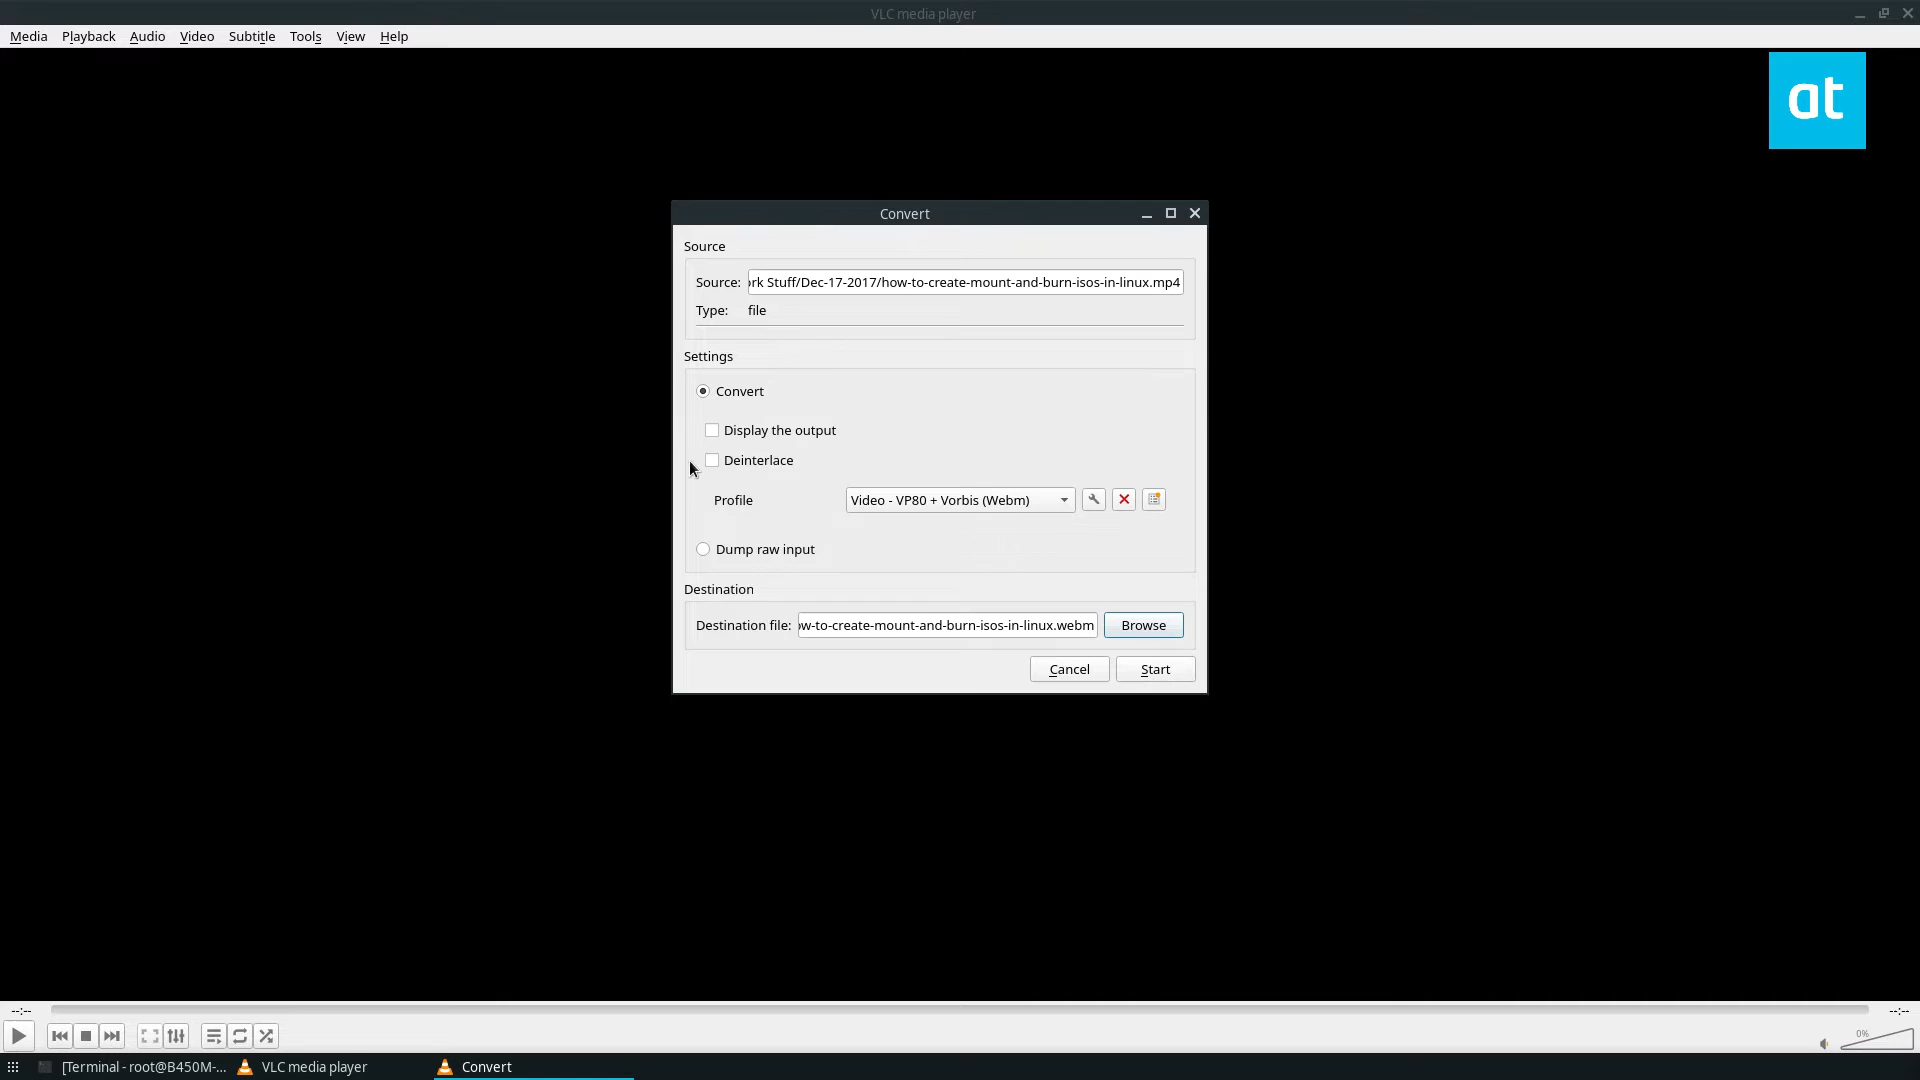 VLC media player
Media Playback Audio Video Subtitle Tools View Help
at
Convert
Source
Source: ork Stuff/Dec-17-2017/how-to-create-mount-and-burn-isos-in-linux.mp4
Type: file
Settings
Convert
Display the output
Deinterlace
Profile Video - VP80 + Vorbis (Webm)
Dump raw input
Destination
Destination file: ow-to-create-mount-and-burn-isos-in-linux.webm Browse
Cancel Start
--:-- --:--
0%
[Terminal - root@B450M-... VLC media player Convert